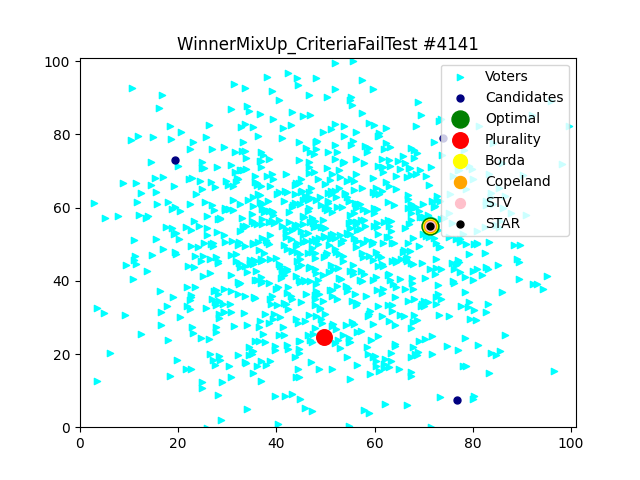 WinnerMixUp_CriteriaFailTest #4141
100
80
60
40
20
0
0
20
40
60
80
100
Voters
Candidates
Optimal
Plurality
Borda
Copeland
STV
STAR